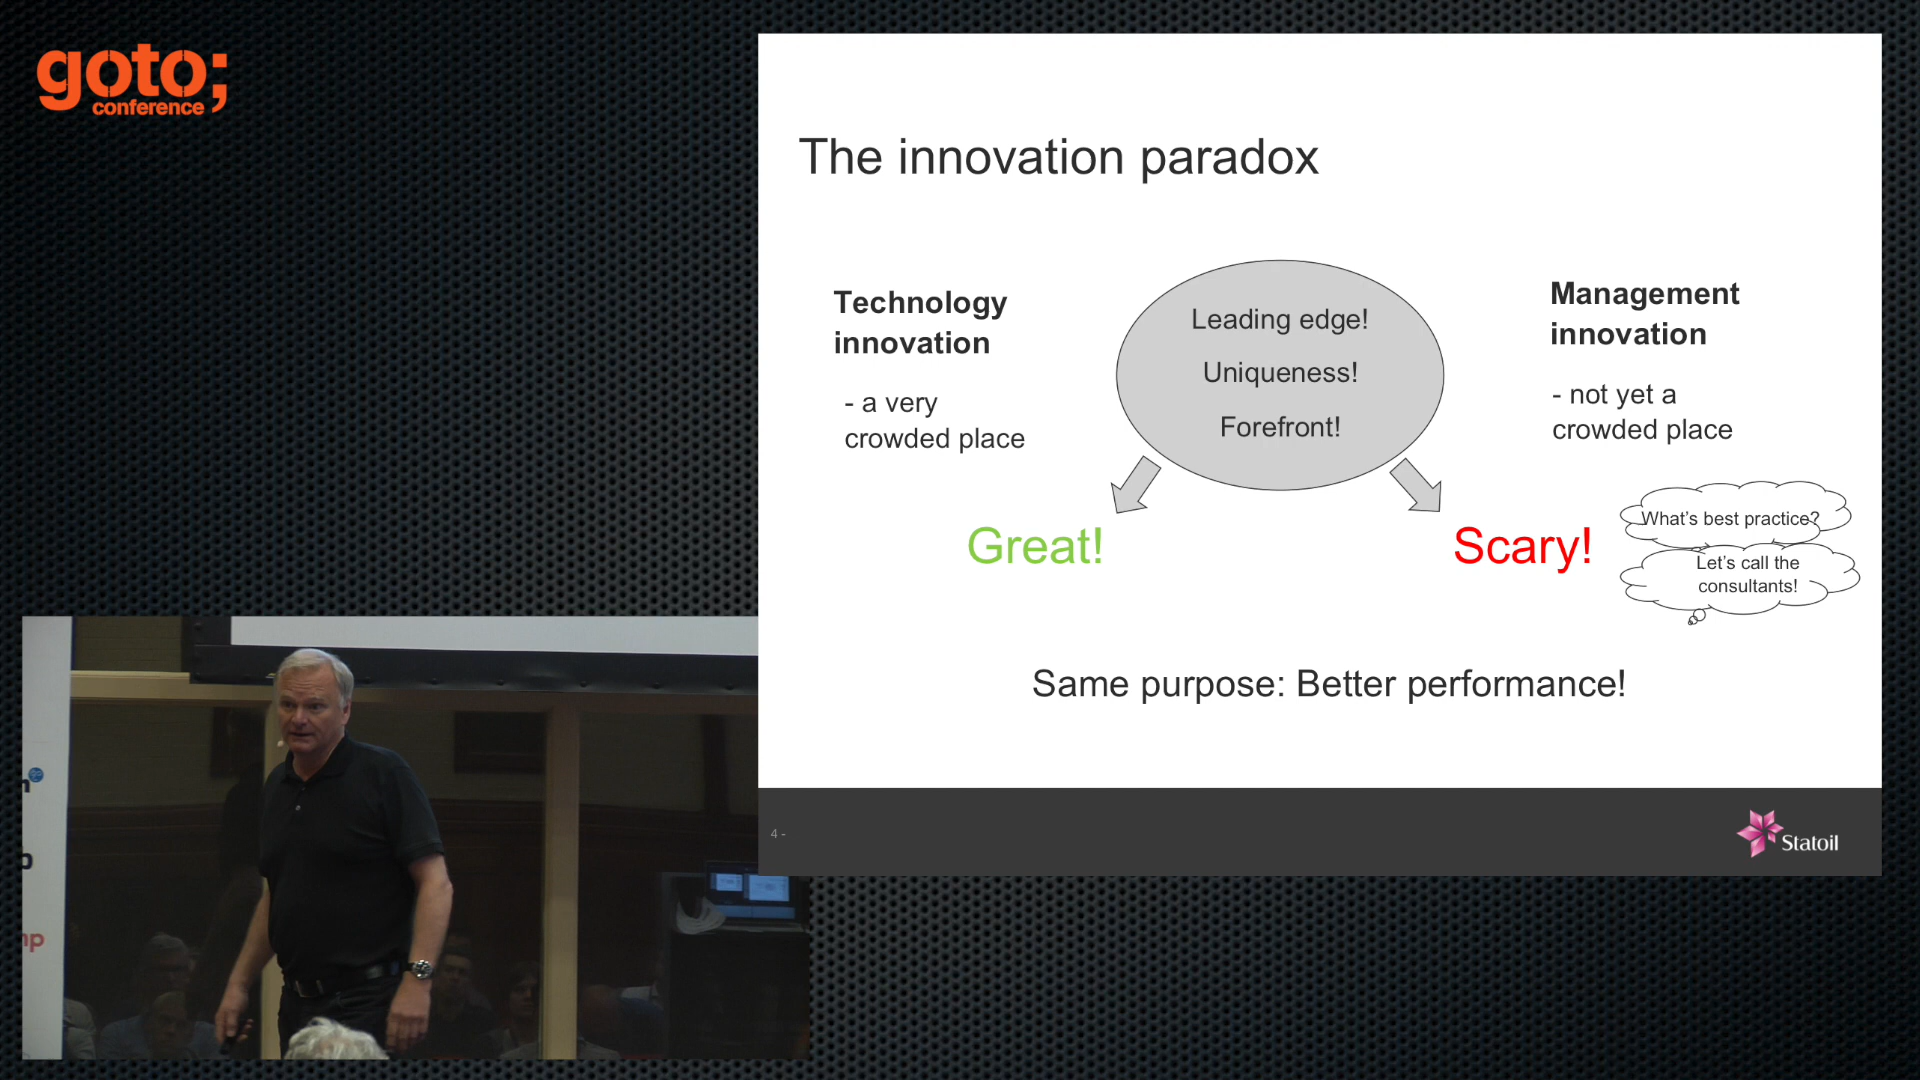 goto;
conference
The innovation paradox
Technology
innovation
- a very
crowded place
Leading edge!
Uniqueness!
Forefront!
Management
innovation
- not yet a
crowded place
Great!
Scary!
What's best practice?
Let's call the
consultants!
Same purpose: Better performance!
4 -
Statoil